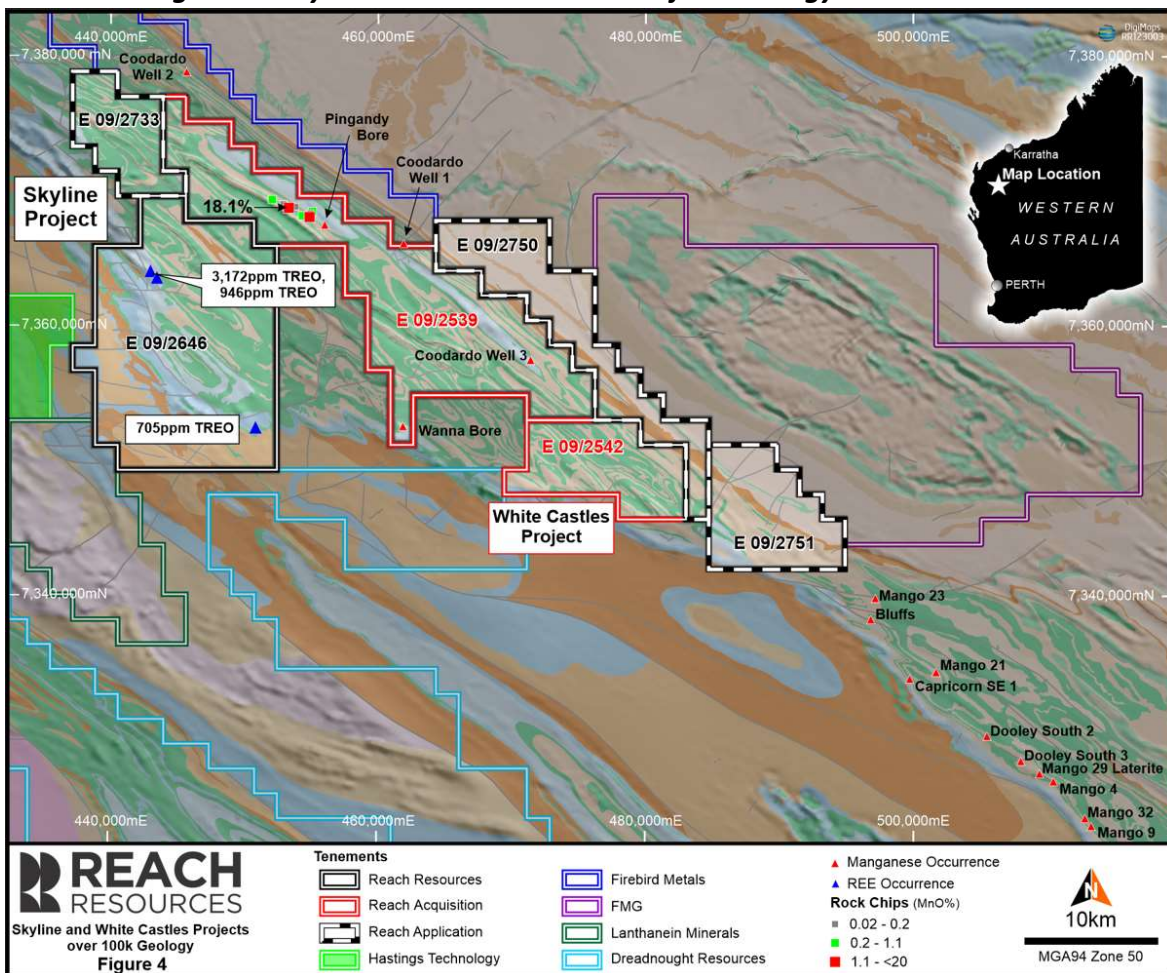 440,000mE
460,000mE
480,000mE
500,000mE
DigiMaps
RR123003
7,380,000mN
7,380,000mN
Coodardo
Well 2
Pingandy
Bore
E 09/2733
Coodardo
Well 1
Karratha
Map Location
WESTERN
AUSTRALIA
PERTH
Skyline
Project
18.1%
E 09/2750
3,172ppm TREO,
946ppm TREO
7,360,000mN
7,360,000mN
E 09/2539
E 09/2646
Coodardo Well 3
705ppm TREO
Wanna Bore
E 09/2542
White Castles
Project
E 09/2751
7,340,000mN
7,340,000mN
Mango 23
Bluffs
Mango 21
Capricorn SE 1
Dooley South 2
Dooley South 3
Mango 29 Laterite
Mango 4
Mango 32
Mango 9
440,000mE
460,000mE
480,000mE
500,000mE
REACH
RESOURCES
Skyline and White Castles Projects
over 100k Geology
Figure 4
Tenements
Reach Resources
Reach Acquisition
Reach Application
Hastings Technology
Firebird Metals
FMG
Lanthanein Minerals
Dreadnought Resources
Manganese Occurrence
REE Occurrence
Rock Chips (MnO%)
0.02 - 0.2
0.2 - 1.1
1.1 - <20
N
10km
MGA94 Zone 50